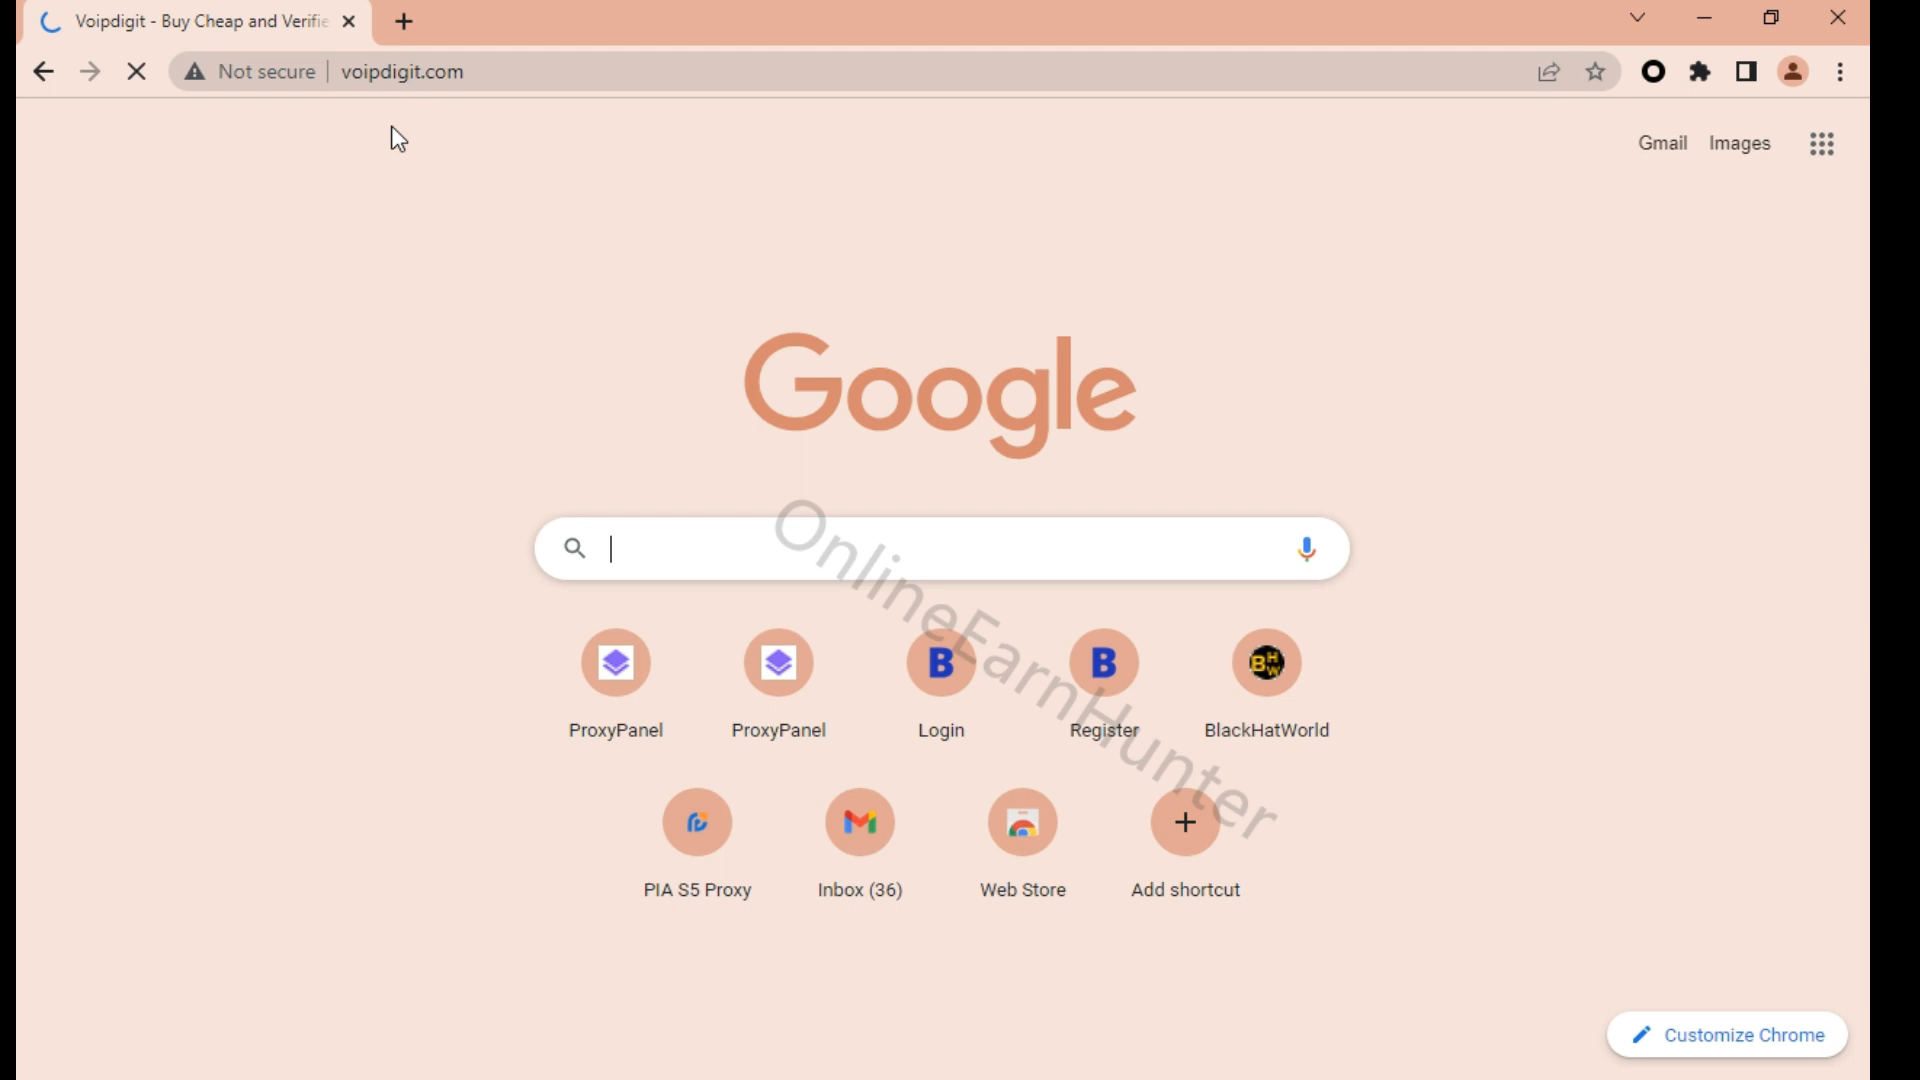 Voipdigit - Buy Cheap and Verifie
Not secure
voipdigit.com
Gmail
Images
Google
OnlineEarnHunter
B
B
BHW
ProxyPanel
ProxyPanel
Login
Register
BlackHatWorld
PIA S5 Proxy
Inbox (36)
Web Store
Add shortcut
Customize Chrome